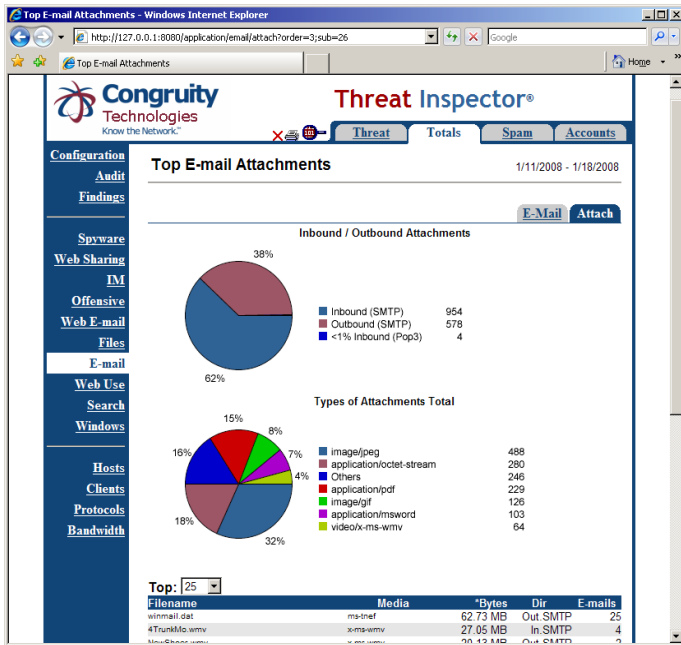 Top E-mail Attachments - Windows Internet Explorer
http://127.0.0.1:8080/application/email/attach?order=3;sub=26
Google
Top E-mail Attachments
Home
Congruity
Technologies
Know the Network.™
Threat Inspector®
101
Threat Totals Spam Accounts
Configuration
Audit
Findings
Spyware
Web Sharing
IM
Offensive
Web E-mail
Files
E-mail
Web Use
Search
Windows
Hosts
Clients
Protocols
Bandwidth
Top E-mail Attachments
1/11/2008 - 1/18/2008
E-Mail Attach
Inbound / Outbound Attachments
38%
62%
Inbound (SMTP) 954
Outbound (SMTP) 578
<1% Inbound (Pop3) 4
Types of Attachments Total
15%
8%
7%
4%
16%
18%
32%
image/jpeg 488
application/octet-stream 280
Others 246
application/pdf 229
image/gif 126
application/msword 103
video/x-ms-wmv 64
Top: 25
Filename Media *Bytes Dir E-mails
winmail.dat ms-tnef 62.73 MB Out.SMTP 25
4TrunkMo.wmv x-ms-wmv 27.05 MB In.SMTP 4